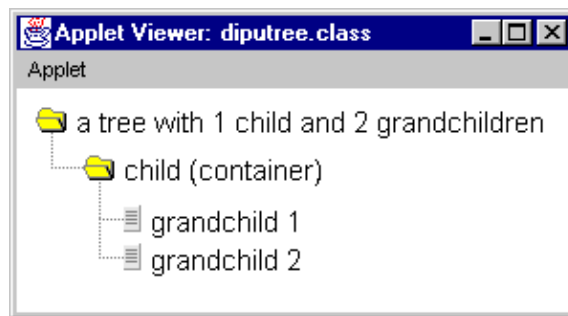 Applet Viewer: diputree.class
Applet
a tree with 1 child and 2 grandchildren
child (container)
grandchild 1
grandchild 2